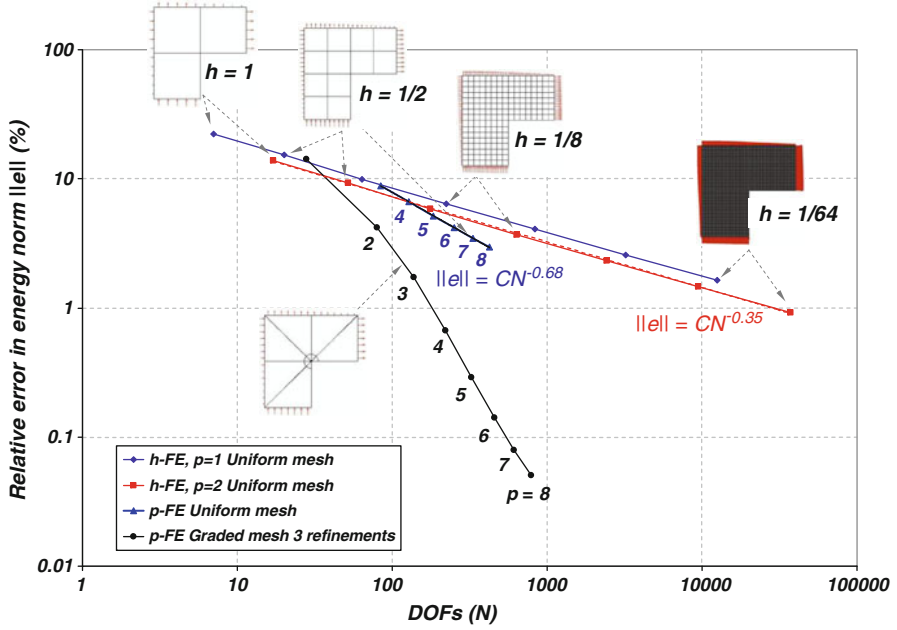 100
10
1
0.1
0.01
Relative error in energy norm ||e|| (%)
h = 1
h = 1/2
h = 1/8
h = 1/64
4
5
6
7
8
||e|| = CN-0.68
||e|| = CN-0.35
2
3
4
5
6
7
p = 8
h-FE, p=1 Uniform mesh
h-FE, p=2 Uniform mesh
p-FE Uniform mesh
p-FE Graded mesh 3 refinements
1
10
100
1000
10000
100000
DOFs (N)